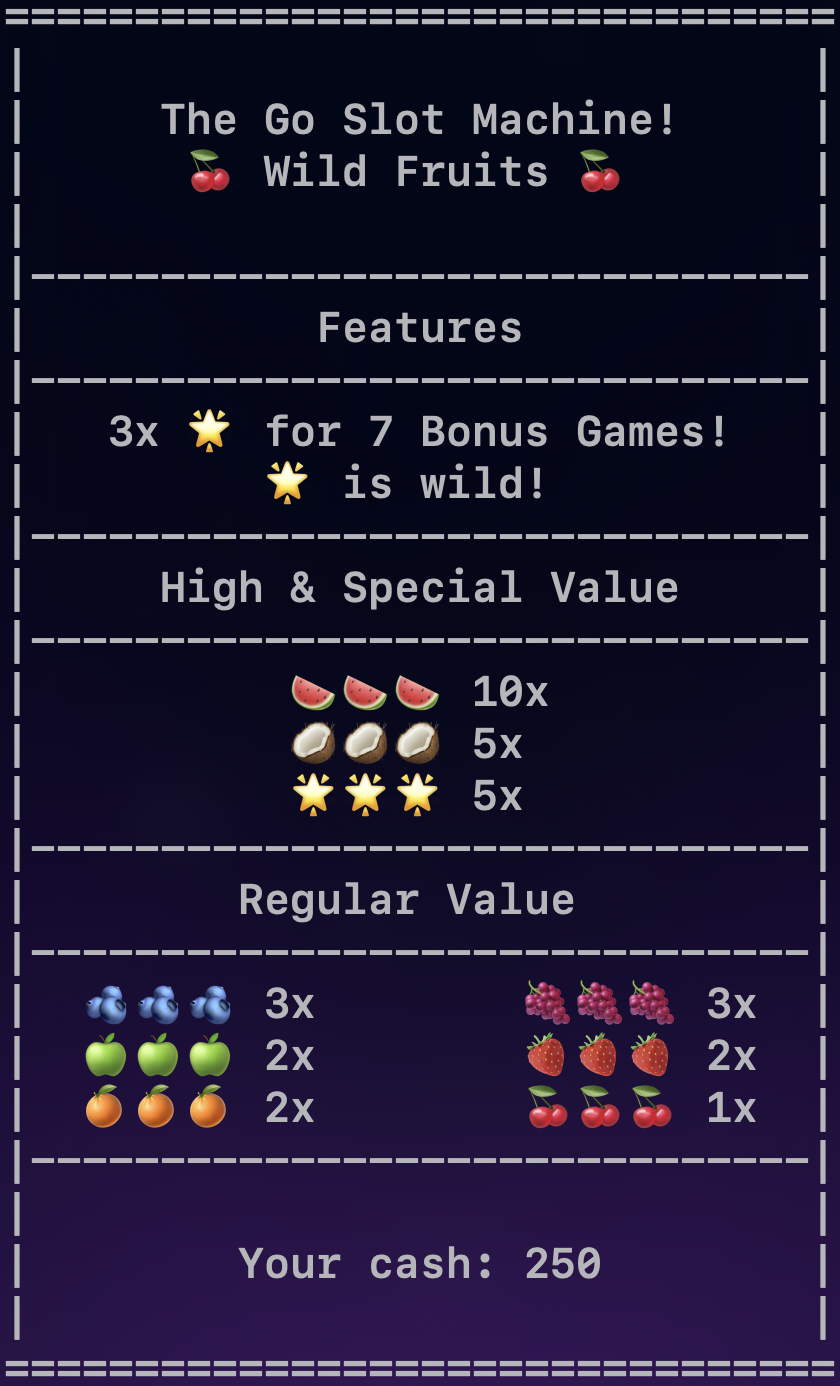 The Go Slot Machine!
🍒 Wild Fruits 🍒
Features
3x 🌟 for 7 Bonus Games!
🌟 is wild!
High & Special Value
🍉🍉🍉 10x
🥥🥥🥥 5x
🌟🌟🌟 5x
Regular Value
🫐🫐🫐 3x 🍇🍇🍇 3x
🍏🍏🍏 2x 🍓🍓🍓 2x
🍊🍊🍊 2x 🍒🍒🍒 1x
Your cash: 250